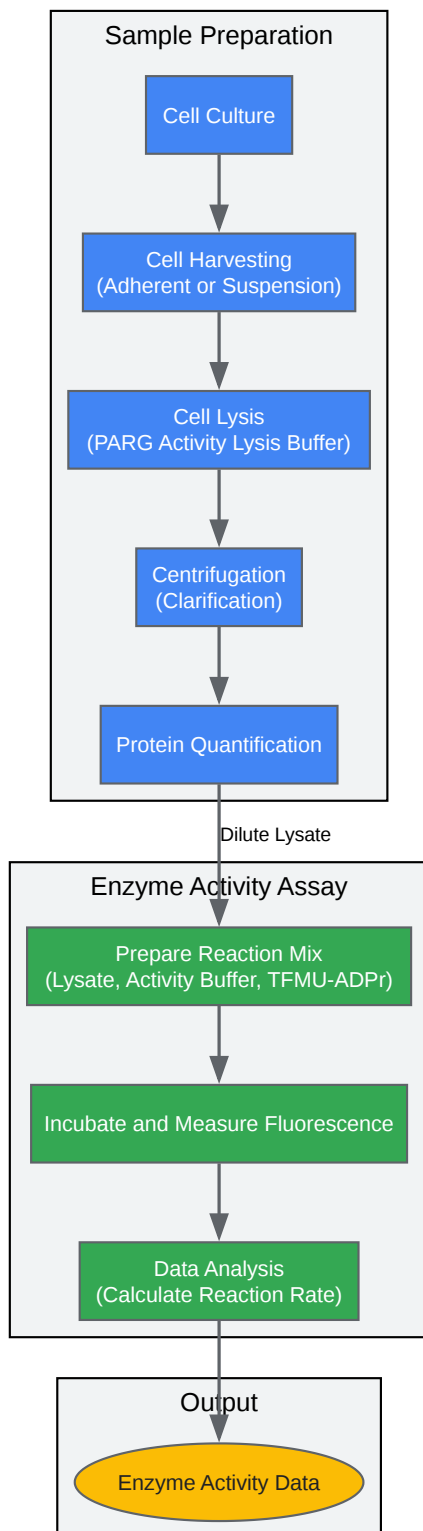 Sample Preparation
Cell Culture
Cell Harvesting
(Adherent or Suspension)
Cell Lysis
(PARG Activity Lysis Buffer)
Centrifugation
(Clarification)
Protein Quantification
Dilute Lysate
Enzyme Activity Assay
Prepare Reaction Mix
(Lysate, Activity Buffer, TFMU-ADPr)
Incubate and Measure Fluorescence
Data Analysis
(Calculate Reaction Rate)
Output
Enzyme Activity Data